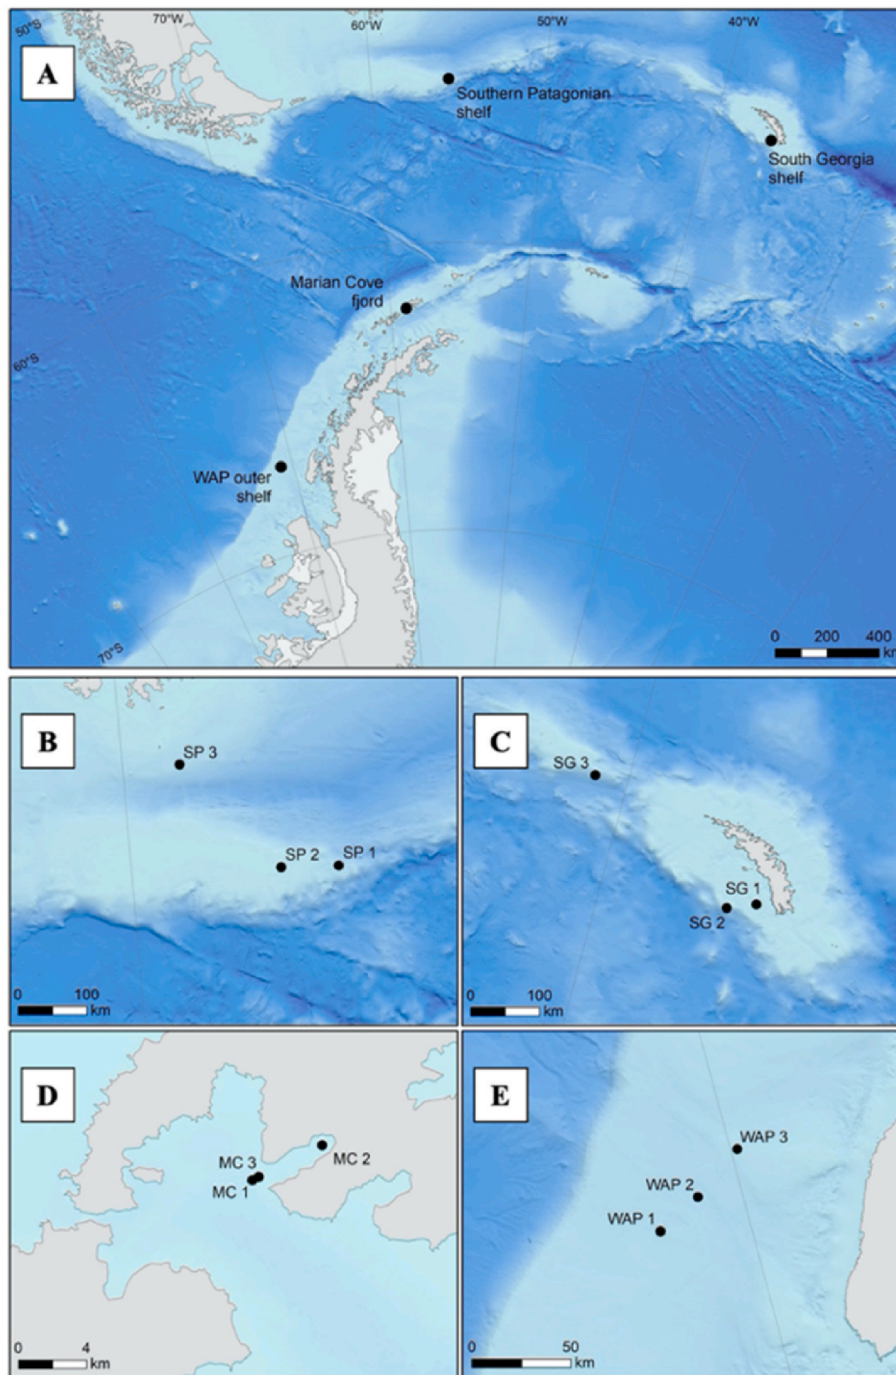 A
50°S
70°W
60°W
50°W
40°W
Southern Patagonian
shelf
South Georgia
shelf
Marian Cove
fjord
60°S
WAP outer
shelf
70°S
0 200 400
km
B
SP 3
SP 2
SP 1
0 100
km
C
SG 3
SG 1
SG 2
0 100
km
D
MC 3
MC 2
MC 1
0 4
km
E
WAP 3
WAP 2
WAP 1
0 50
km